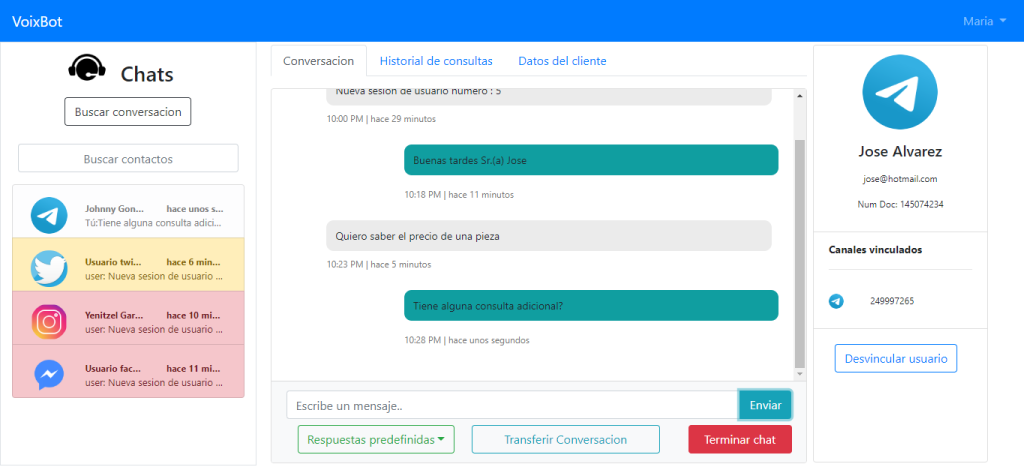 VoixBot
Maria
Chats
Buscar conversacion
Buscar contactos
Johnny Gon... hace unos s...
Tú:Tiene alguna consulta adici...
Usuario twi... hace 6 min...
user: Nueva sesion de usuario ...
Yenitzel Gar... hace 10 mi...
user: Nueva sesion de usuario ...
Usuario fac... hace 11 mi...
user: Nueva sesion de usuario ...
Conversacion Historial de consultas Datos del cliente
Nueva sesion de usuario numero : 5
10:00 PM | hace 29 minutos
Buenas tardes Sr.(a) Jose
10:18 PM | hace 11 minutos
Quiero saber el precio de una pieza
10:23 PM | hace 5 minutos
Tiene alguna consulta adicional?
10:28 PM | hace unos segundos
Escribe un mensaje..
Enviar
Respuestas predefinidas
Transferir Conversacion
Terminar chat
Jose Alvarez
jose@hotmail.com
Num Doc: 145074234
Canales vinculados
249997265
Desvincular usuario